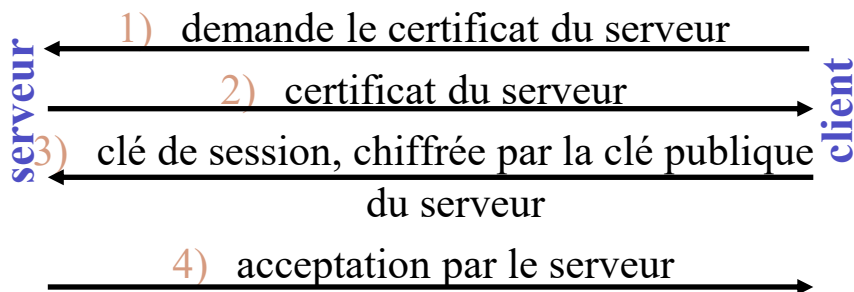 1) demande le certificat du serveur
2) certificat du serveur
serveur
client
3) clé de session, chiffrée par la clé publique
du serveur
4) acceptation par le serveur